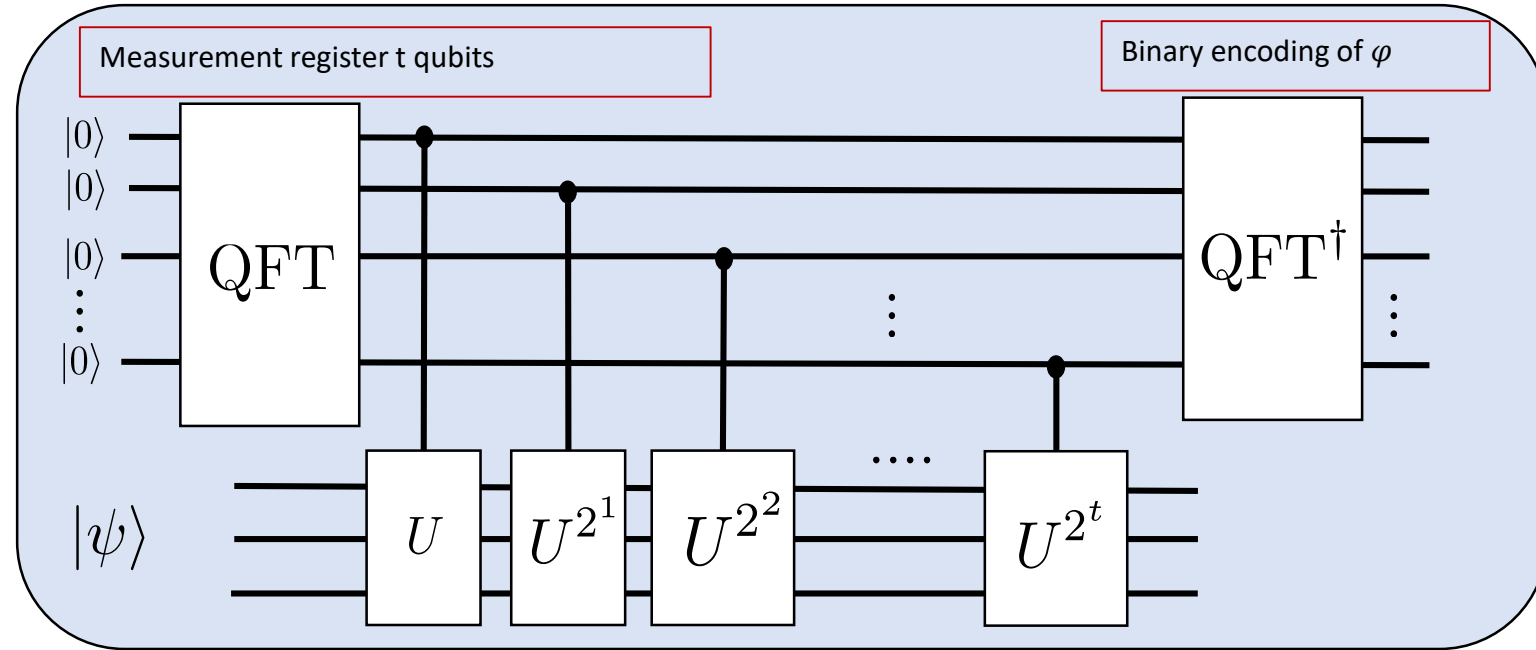 Measurement register t qubits
Binary encoding of φ
|0⟩
|0⟩
|0⟩
⋮
|0⟩
QFT
⋮
QFT†
⋮
....
|ψ⟩
U
U^{2^1}
U^{2^2}
U^{2^t}